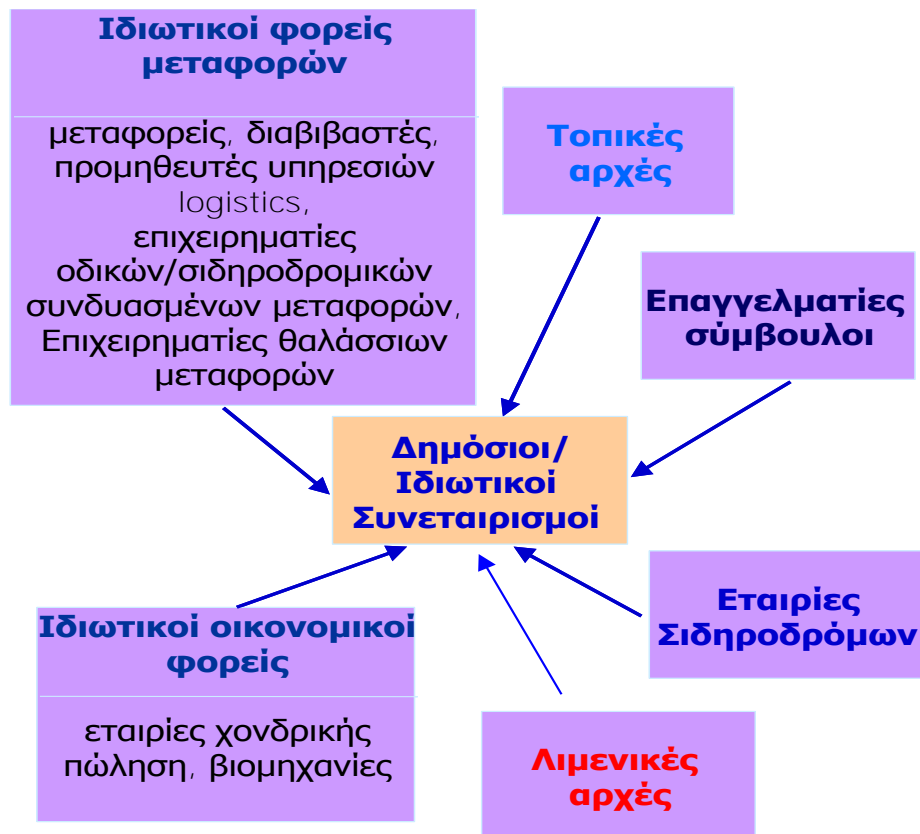 Ιδιωτικοί φορείς
μεταφορών
μεταφορείς, διαβιβαστές,
προμηθευτές υπηρεσιών
logistics,
επιχειρηματίες
οδικών/σιδηροδρομικών
συνδυασμένων μεταφορών,
Επιχειρηματίες θαλάσσιων
μεταφορών
Τοπικές
αρχές
Επαγγελματίες
σύμβουλοι
Δημόσιοι/
Ιδιωτικοί
Συνεταιρισμοί
Ιδιωτικοί οικονομικοί
φορείς
εταιρίες χονδρικής
πώληση, βιομηχανίες
Εταιρίες
Σιδηροδρόμων
Λιμενικές
αρχές